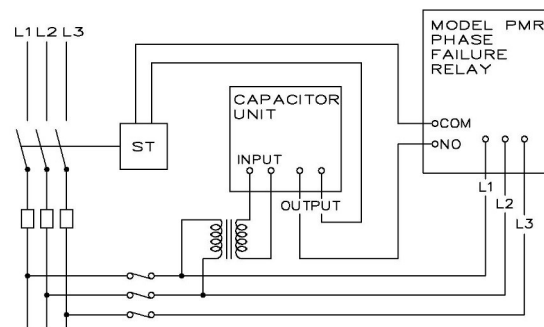 L1 L2 L3
MODEL PMR
PHASE
FAILURE
RELAY
CAPACITOR
UNIT
COM
ST
NO
INPUT
L1
OUTPUT
L2
L3